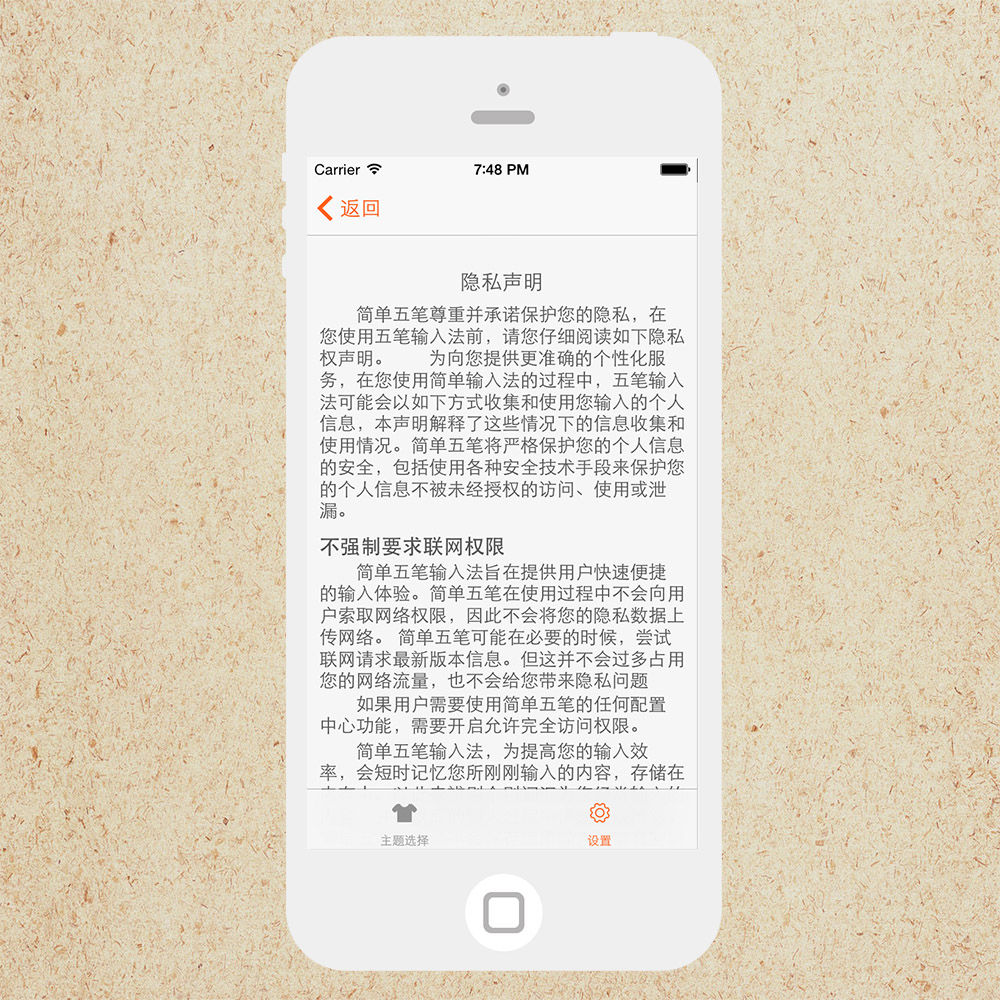 Carrier
7:48 PM
返回
隐私声明
简单五笔尊重并承诺保护您的隐私，在
您使用五笔输入法前，请您仔细阅读如下隐私
权声明。　　为向您提供更准确的个性化服
务，在您使用简单输入法的过程中，五笔输入
法可能会以如下方式收集和使用您输入的个人
信息，本声明解释了这些情况下的信息收集和
使用情况。简单五笔将严格保护您的个人信息
的安全，包括使用各种安全技术手段来保护您
的个人信息不被未经授权的访问、使用或泄
漏。
不强制要求联网权限
简单五笔输入法旨在提供用户快速便捷
的输入体验。简单五笔在使用过程中不会向用
户索取网络权限，因此不会将您的隐私数据上
传网络。 简单五笔可能在必要的时候，尝试
联网请求最新版本信息。但这并不会过多占用
您的网络流量，也不会给您带来隐私问题
如果用户需要使用简单五笔的任何配置
中心功能，需要开启允许完全访问权限。
简单五笔输入法，为提高您的输入效
率，会短时记忆您所刚刚输入的内容，存储在
主题选择
设置